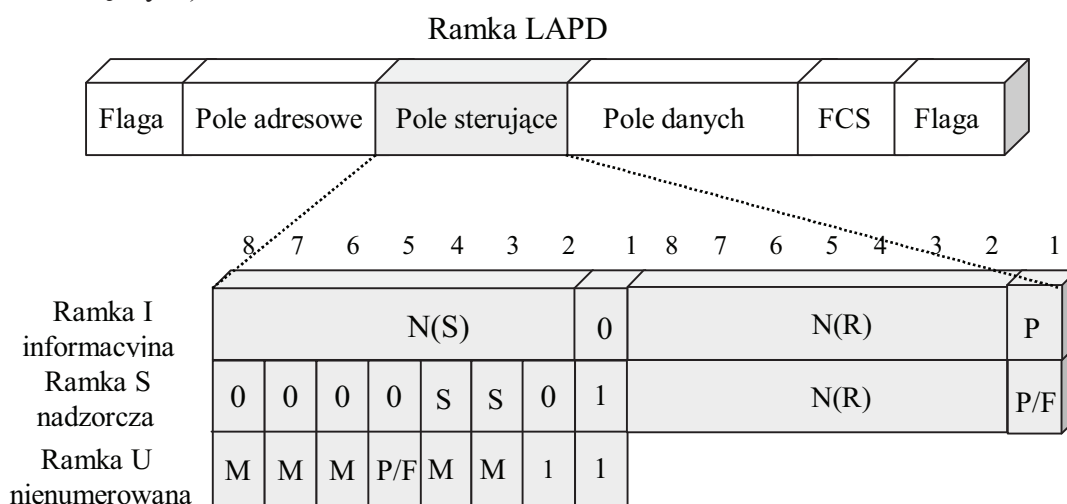 Ramka LAPD
Flaga Pole adresowe Pole sterujące Pole danych FCS Flaga
8 7 6 5 4 3 2 1 8 7 6 5 4 3 2 1
Ramka I
informacyjna
N(S) 0 N(R) P
Ramka S
nadzorcza
0 0 0 0 S S 0 1 N(R) P/F
Ramka U
nienumerowana
M M M P/F M M 1 1